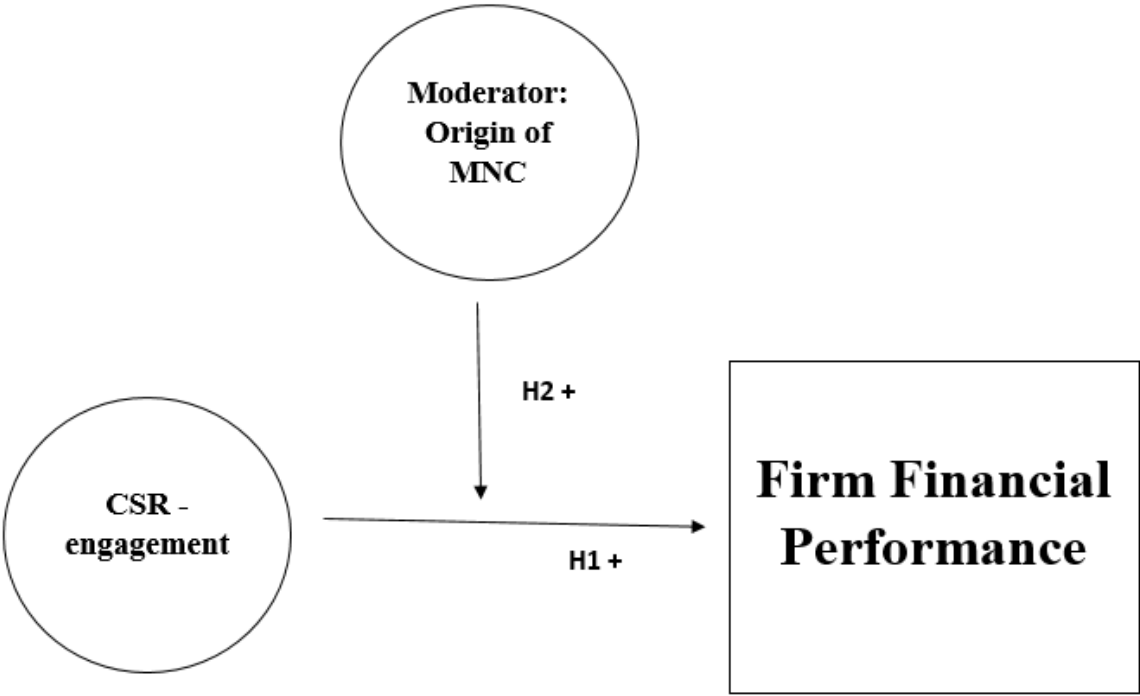 Moderator:
Origin of
MNC
H2 +
CSR -
engagement
H1 +
Firm Financial
Performance